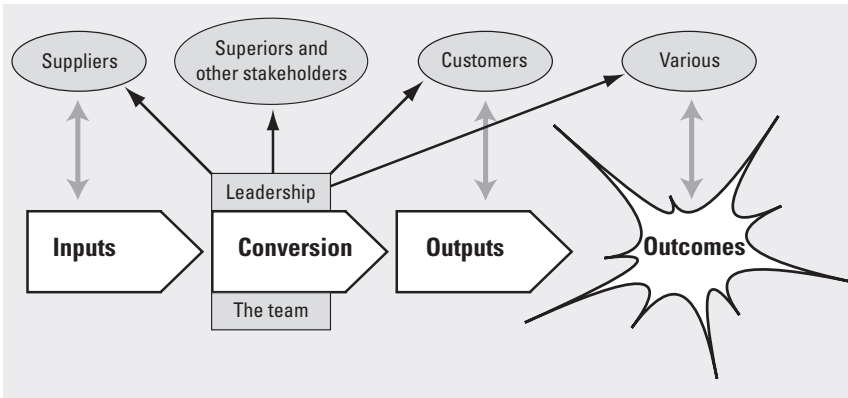 Suppliers
Superiors and
other stakeholders
Customers
Various
Leadership
Inputs
Conversion
Outputs
Outcomes
The team